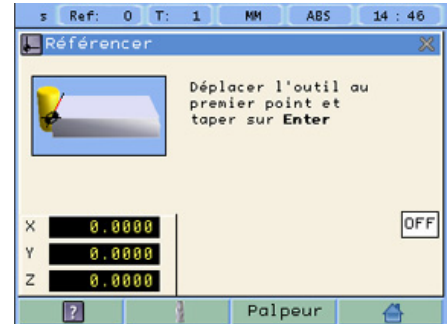 s Ref: 0 T: 1 MM ABS 14 : 46
Référencer
Déplacer l'outil au
premier point et
taper sur Enter
OFF
X 0.0000
Y 0.0000
Z 0.0000
? Palpeur